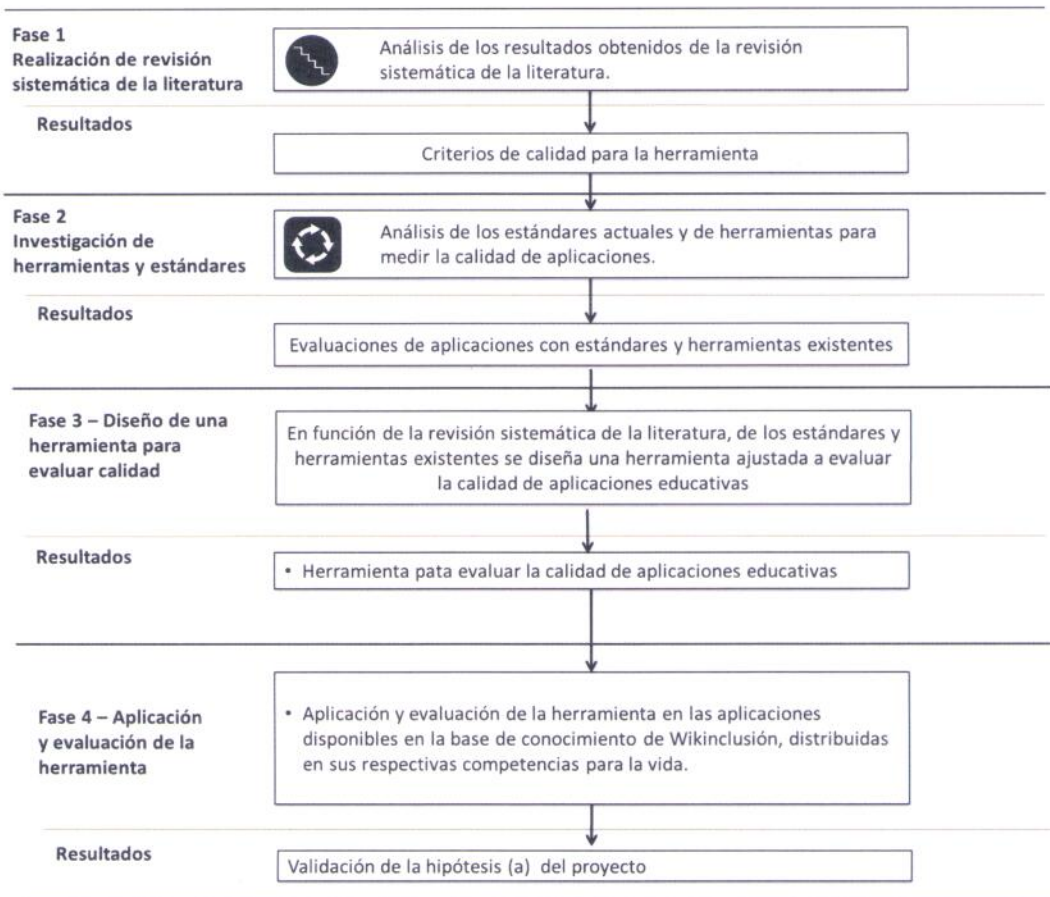 Fase 1
Realización de revisión
sistemática de la literatura
Análisis de los resultados obtenidos de la revisión
sistemática de la literatura.
Resultados
Criterios de calidad para la herramienta
Fase 2
Investigación de
herramientas y estándares
Análisis de los estándares actuales y de herramientas para
medir la calidad de aplicaciones.
Resultados
Evaluaciones de aplicaciones con estándares y herramientas existentes
Fase 3 – Diseño de una
herramienta para
evaluar calidad
En función de la revisión sistemática de la literatura, de los estándares y
herramientas existentes se diseña una herramienta ajustada a evaluar
la calidad de aplicaciones educativas
Resultados
• Herramienta pata evaluar la calidad de aplicaciones educativas
Fase 4 – Aplicación
y evaluación de la
herramienta
• Aplicación y evaluación de la herramienta en las aplicaciones
disponibles en la base de conocimiento de Wikinclusión, distribuidas
en sus respectivas competencias para la vida.
Resultados
Validación de la hipótesis (a) del proyecto